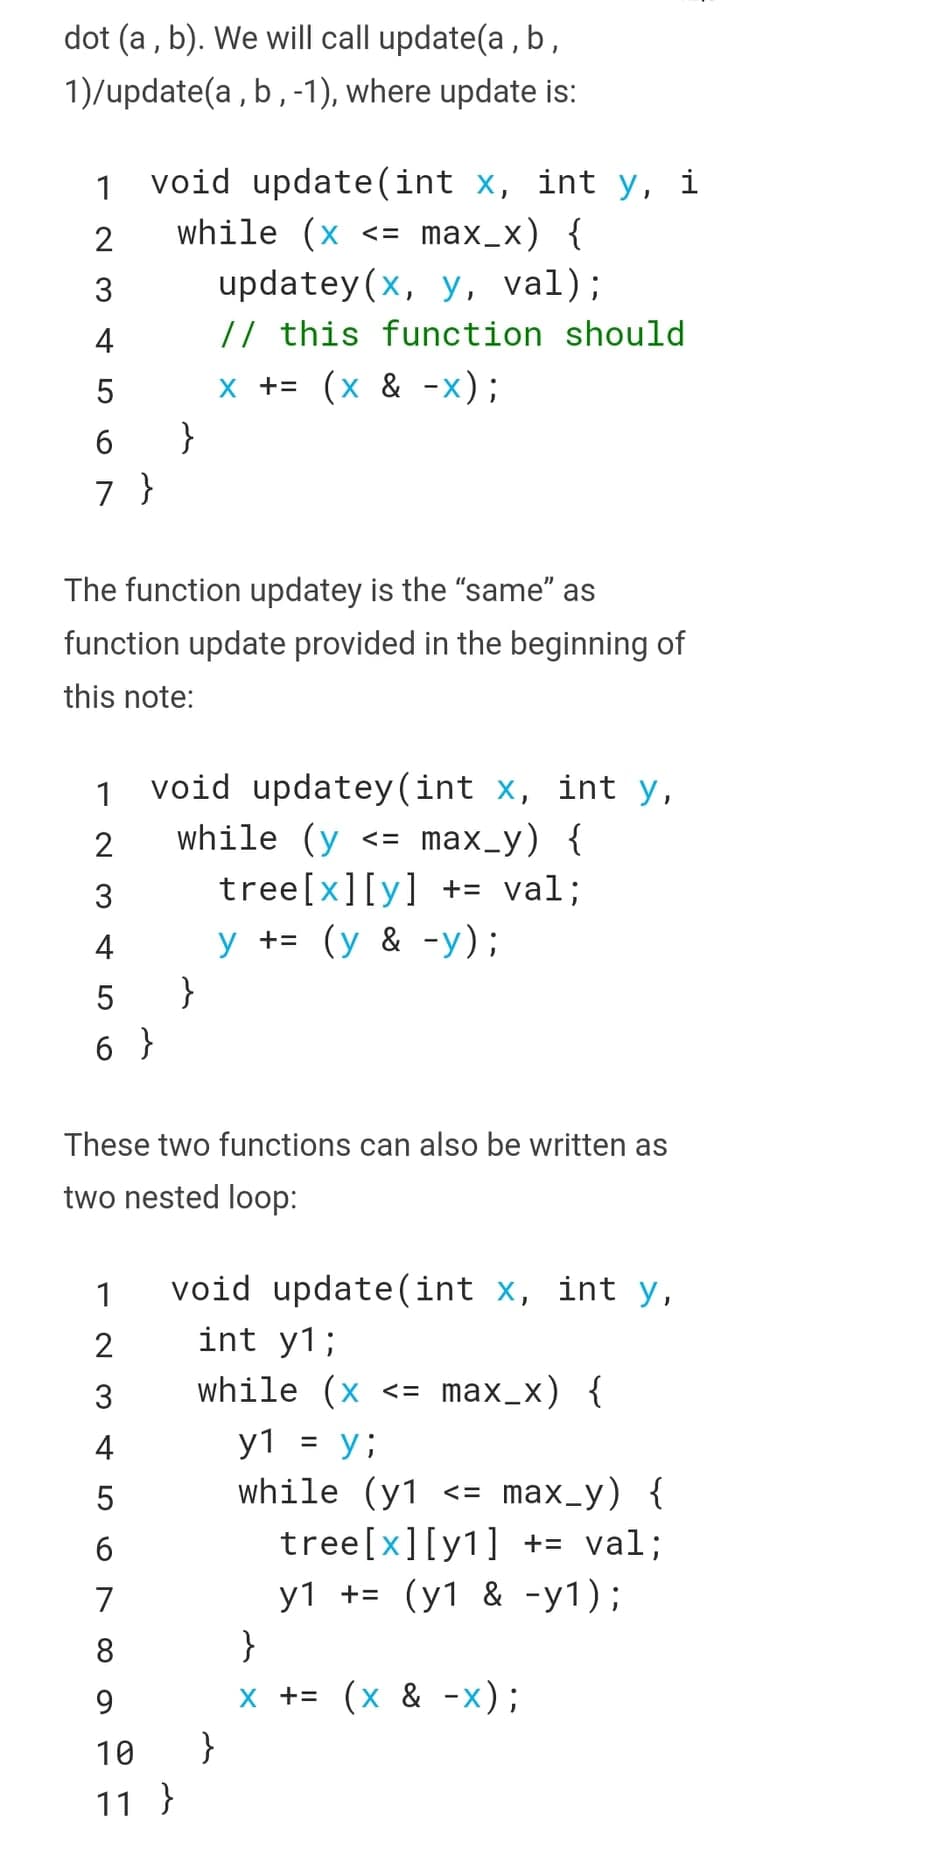 dot (a , b). We will call update(a , b ,
1)/update(a , b , -1), where update is:
1 void update(int x, int y, i
2 while (x <= max_x) {
3 updatey(x, y, val);
4 // this function should
5 x += (x & -x);
6 }
7 }
The function updatey is the “same” as
function update provided in the beginning of
this note:
1 void updatey(int x, int y,
2 while (y <= max_y) {
3 tree[x][y] += val;
4 y += (y & -y);
5 }
6 }
These two functions can also be written as
two nested loop:
1 void update(int x, int y,
2 int y1;
3 while (x <= max_x) {
4 y1 = y;
5 while (y1 <= max_y) {
6 tree[x][y1] += val;
7 y1 += (y1 & -y1);
8 }
9 x += (x & -x);
10 }
11 }